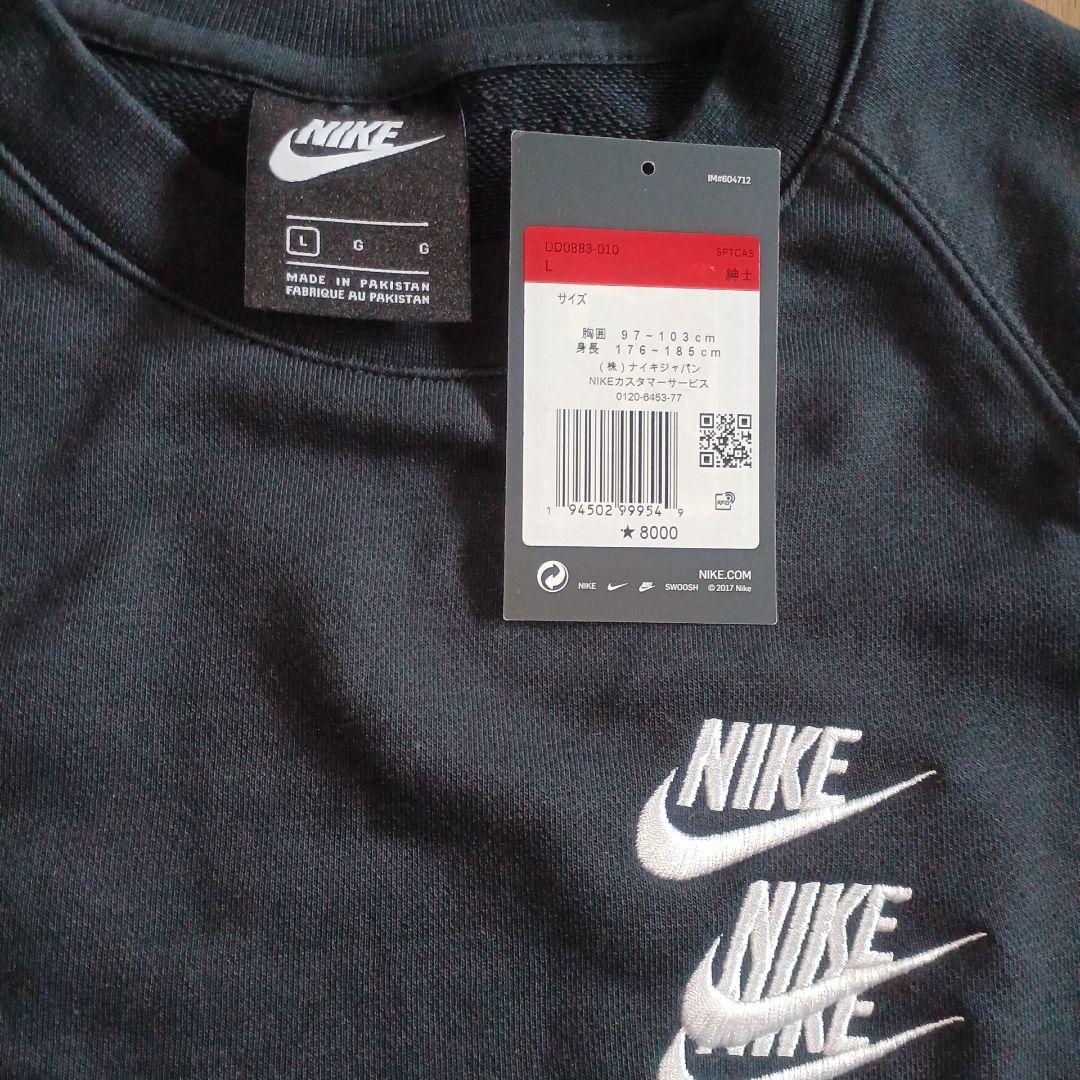 NIKE
L G G
MADE IN PAKISTAN
FABRIQUE AU PAKISTAN
IM#604712
DD0883-010 SPTCAS
L 紳士
サイズ
胸囲 97~103cm
身長 176~185cm
(株)ナイキジャパン
NIKEカスタマーサービス
0120-6453-77
1 94502 99954 9
★8000
NIKE.COM
NIKE SWOOSH © 2017 Nike
NIKE
NIKE
NIKE